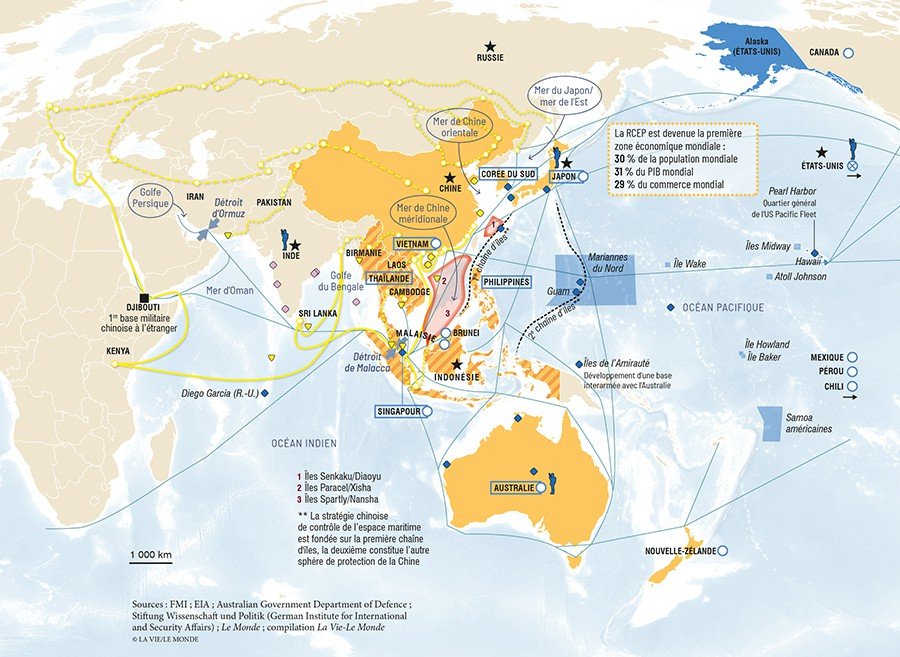 Alaska
(ÉTATS-UNIS)
CANADA
RUSSIE
Mer du Japon/
mer de l'Est
Mer de Chine
orientale
La RCEP est devenue la première
zone économique mondiale :
30 % de la population mondiale
31 % du PIB mondial
29 % du commerce mondial
ÉTATS-UNIS
CORÉE DU SUD
JAPON
CHINE
Pearl Harbor
Quartier général
de l'US Pacific Fleet
Golfe
Persique
IRAN
Détroit
d'Ormuz
PAKISTAN
Mer de Chine
méridionale
1
1re chaîne d'îles*
INDE
BIRMANIE
VIETNAM
LAOS
THAÏLANDE
CAMBODGE
Golfe
du Bengale
Mer d'Oman
2
3
PHILIPPINES
Mariannes
du Nord
Guam
2e chaîne d'îles*
Île Wake
Îles Midway
Hawaii
Atoll Johnson
OCÉAN PACIFIQUE
DJIBOUTI
1re base militaire
chinoise à l'étranger
KENYA
SRI LANKA
MALAISIE
BRUNEI
Détroit
de Malacca
INDONÉSIE
Île Howland
Île Baker
MEXIQUE
PÉROU
CHILI
Îles de l'Amirauté
Développement d'une base
interarmée avec l'Australie
Diego Garcia (R.-U.)
SINGAPOUR
Samoa
américaines
OCÉAN INDIEN
1 Îles Senkaku/Diaoyu
2 Îles Paracel/Xisha
3 Îles Spartly/Nansha
** La stratégie chinoise
de contrôle de l'espace maritime
est fondée sur la première chaîne
d'îles, la deuxième constitue l'autre
sphère de protection de la Chine
AUSTRALIE
NOUVELLE-ZÉLANDE
1 000 km
Sources : FMI ; EIA ; Australian Government Department of Defence ;
Stiftung Wissenschaft und Politik (German Institute for International
and Security Affairs) ; Le Monde ; compilation La Vie-Le Monde
© LA VIE/LE MONDE